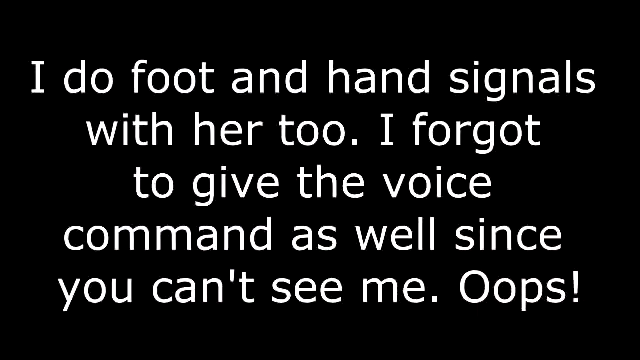 I do foot and hand signals
with her too. I forgot
to give the voice
command as well since
you can't see me. Oops!